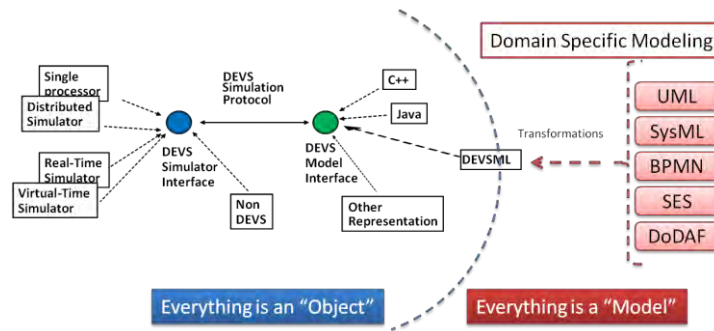 Single
processor
Distributed
Simulator
Real-Time
Simulator
Virtual-Time
Simulator
DEVS
Simulation
Protocol
DEVS
Simulator
Interface
Non
DEVS
C++
Java
DEVS
Model
Interface
Other
Representation
DEVSML
Transformations
Domain Specific Modeling
UML
SysML
BPMN
SES
DoDAF
Everything is an “Object”
Everything is a “Model”